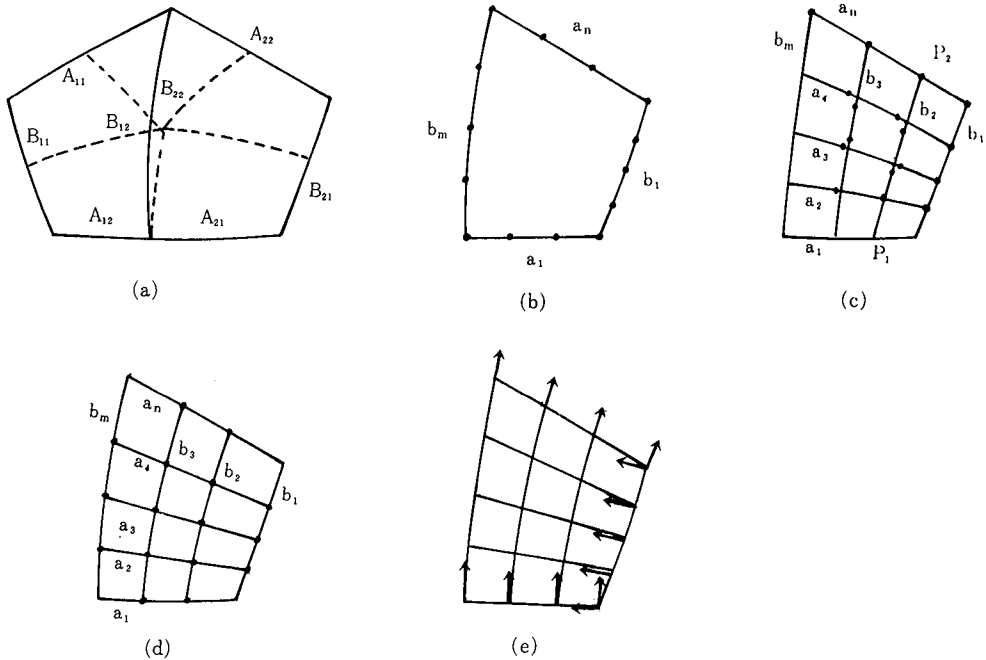 A₂₂
A₁₁
B₂₂
B₁₂
B₁₁
B₂₁
A₁₂
A₂₁
(a)
aₙ
bₘ
b₁
a₁
(b)
aₙ
bₘ
P₂
b₃
a₄
b₂
b₁
a₃
a₂
a₁
P₁
(c)
aₙ
bₘ
b₃
a₄
b₂
b₁
a₃
a₂
a₁
(d)
(e)